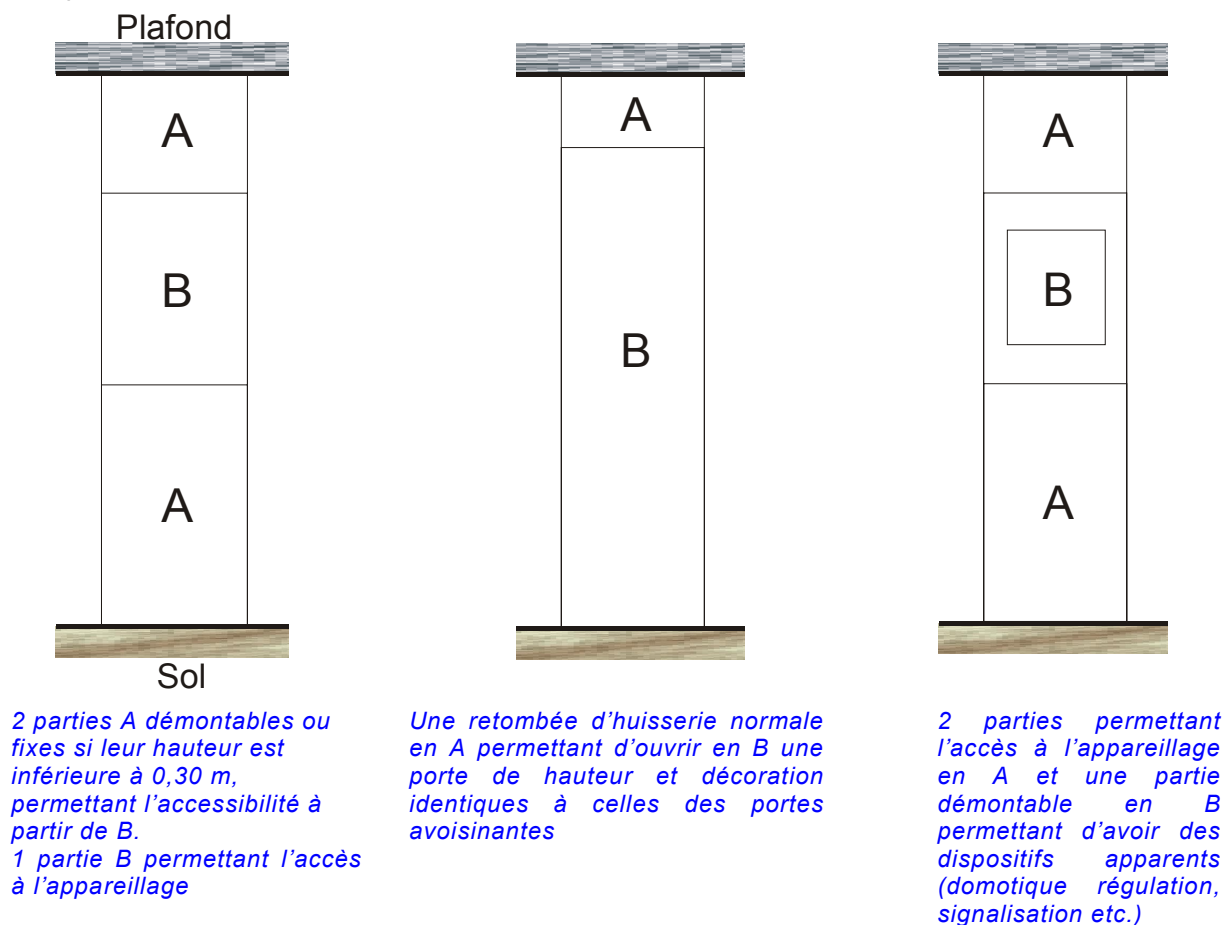 Plafond
A
B
A
Sol
2 parties A démontables ou
fixes si leur hauteur est
inférieure à 0,30 m,
permettant l’accessibilité à
partir de B.
1 partie B permettant l’accès
à l’appareillage
A
B
Une retombée d’huisserie normale
en A permettant d’ouvrir en B une
porte de hauteur et décoration
identiques à celles des portes
avoisinantes
A
B
A
2 parties permettant
l’accès à l’appareillage
en A et une partie
démontable en B
permettant d’avoir des
dispositifs apparents
(domotique régulation,
signalisation etc.)